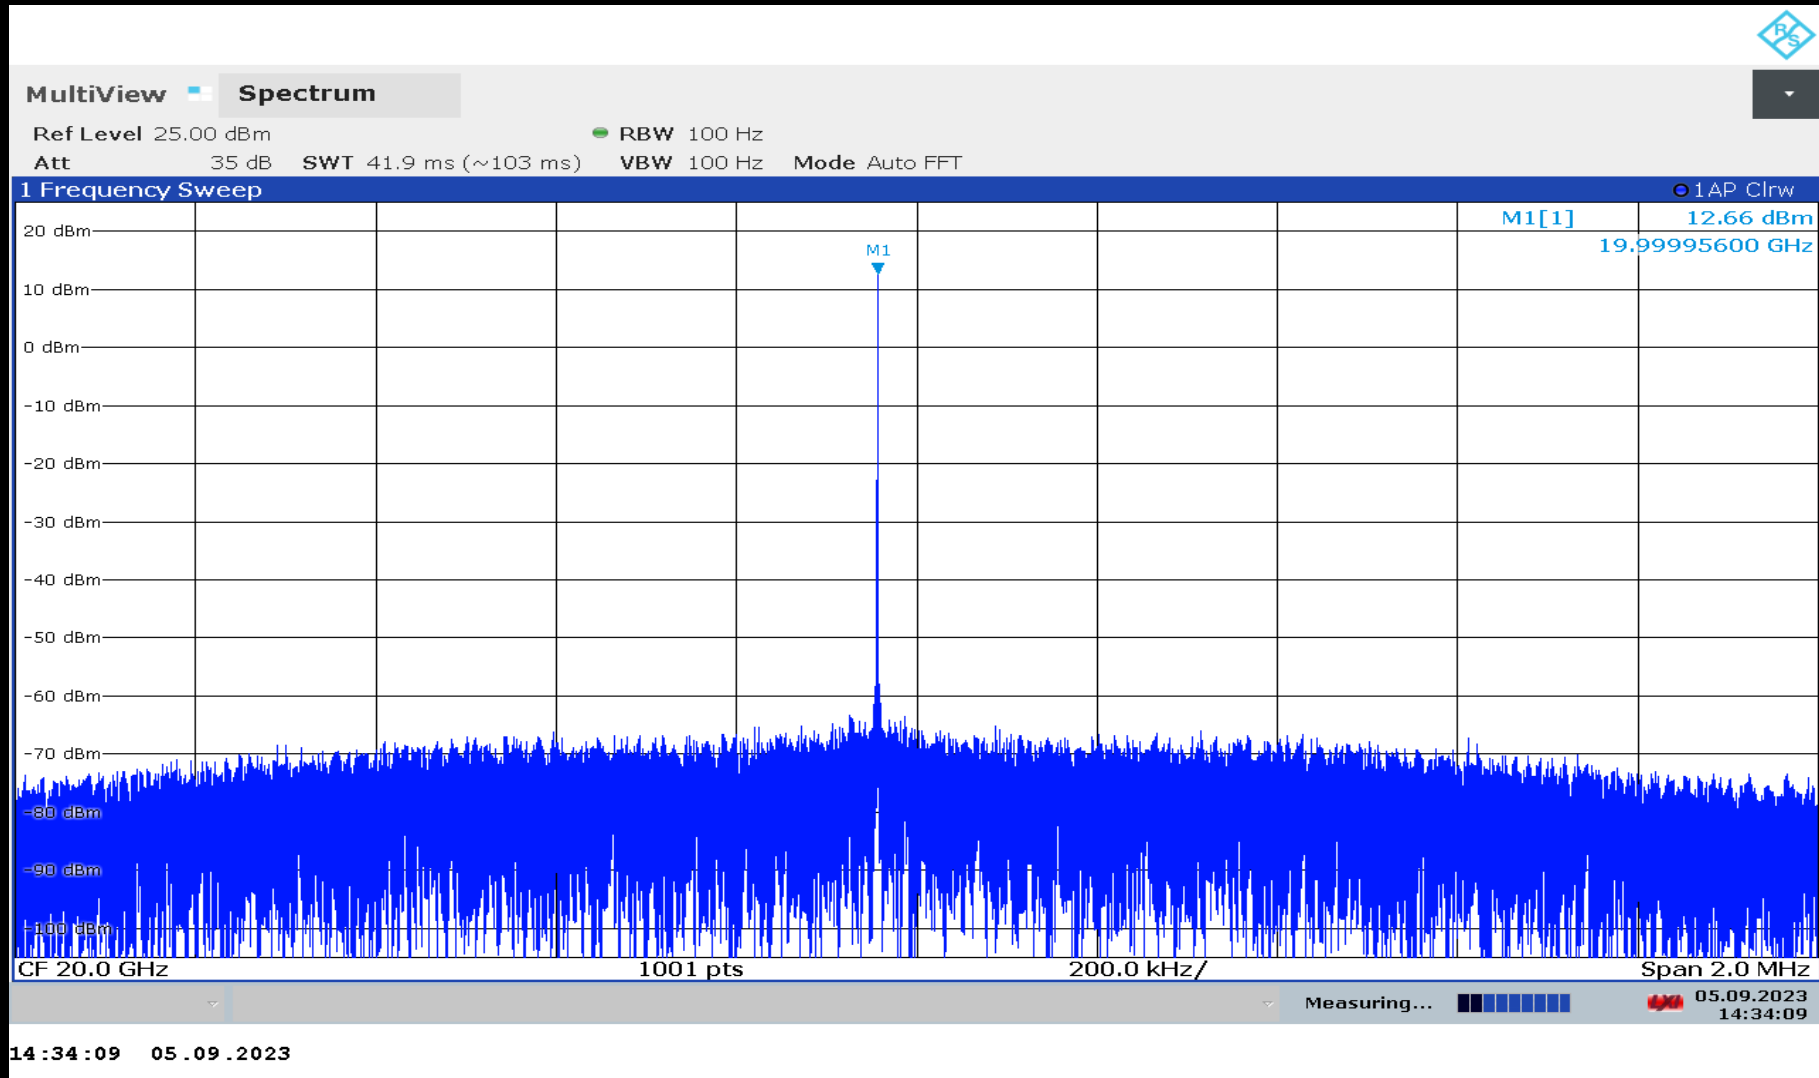 R S
MultiView Spectrum
Ref Level 25.00 dBm RBW 100 Hz
Att 35 dB SWT 41.9 ms (~103 ms) VBW 100 Hz Mode Auto FFT
1 Frequency Sweep 1AP Clrw
M1[1] 12.66 dBm
19.99995600 GHz
M1
20 dBm
10 dBm
0 dBm
-10 dBm
-20 dBm
-30 dBm
-40 dBm
-50 dBm
-60 dBm
-70 dBm
-80 dBm
-90 dBm
-100 dBm
CF 20.0 GHz 1001 pts 200.0 kHz/ Span 2.0 MHz
Measuring... LXI 05.09.2023
14:34:09
14:34:09 05.09.2023